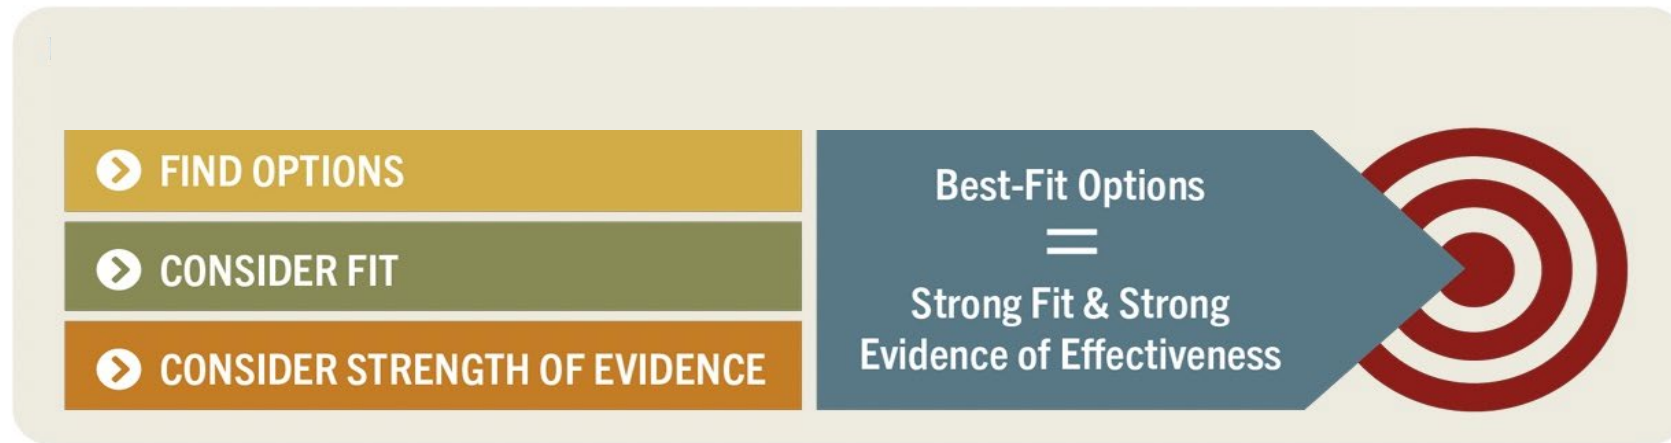 FIND OPTIONS
CONSIDER FIT
CONSIDER STRENGTH OF EVIDENCE
Best-Fit Options
=
Strong Fit & Strong
Evidence of Effectiveness